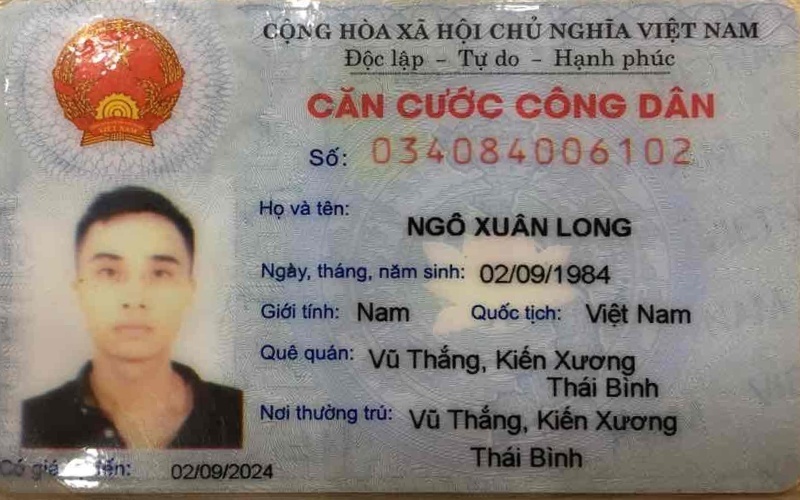 CỘNG HÒA XÃ HỘI CHỦ NGHĨA VIỆT NAM
Độc lập - Tự do - Hạnh phúc
CĂN CƯỚC CÔNG DÂN
Số: 034084006102
Họ và tên:
NGÔ XUÂN LONG
Ngày, tháng, năm sinh: 02/09/1984
Giới tính: Nam Quốc tịch: Việt Nam
Quê quán: Vũ Thắng, Kiến Xương
Thái Bình
Nơi thường trú: Vũ Thắng, Kiến Xương
Thái Bình
Có giá đến: 02/09/2024
VIỆT NAM